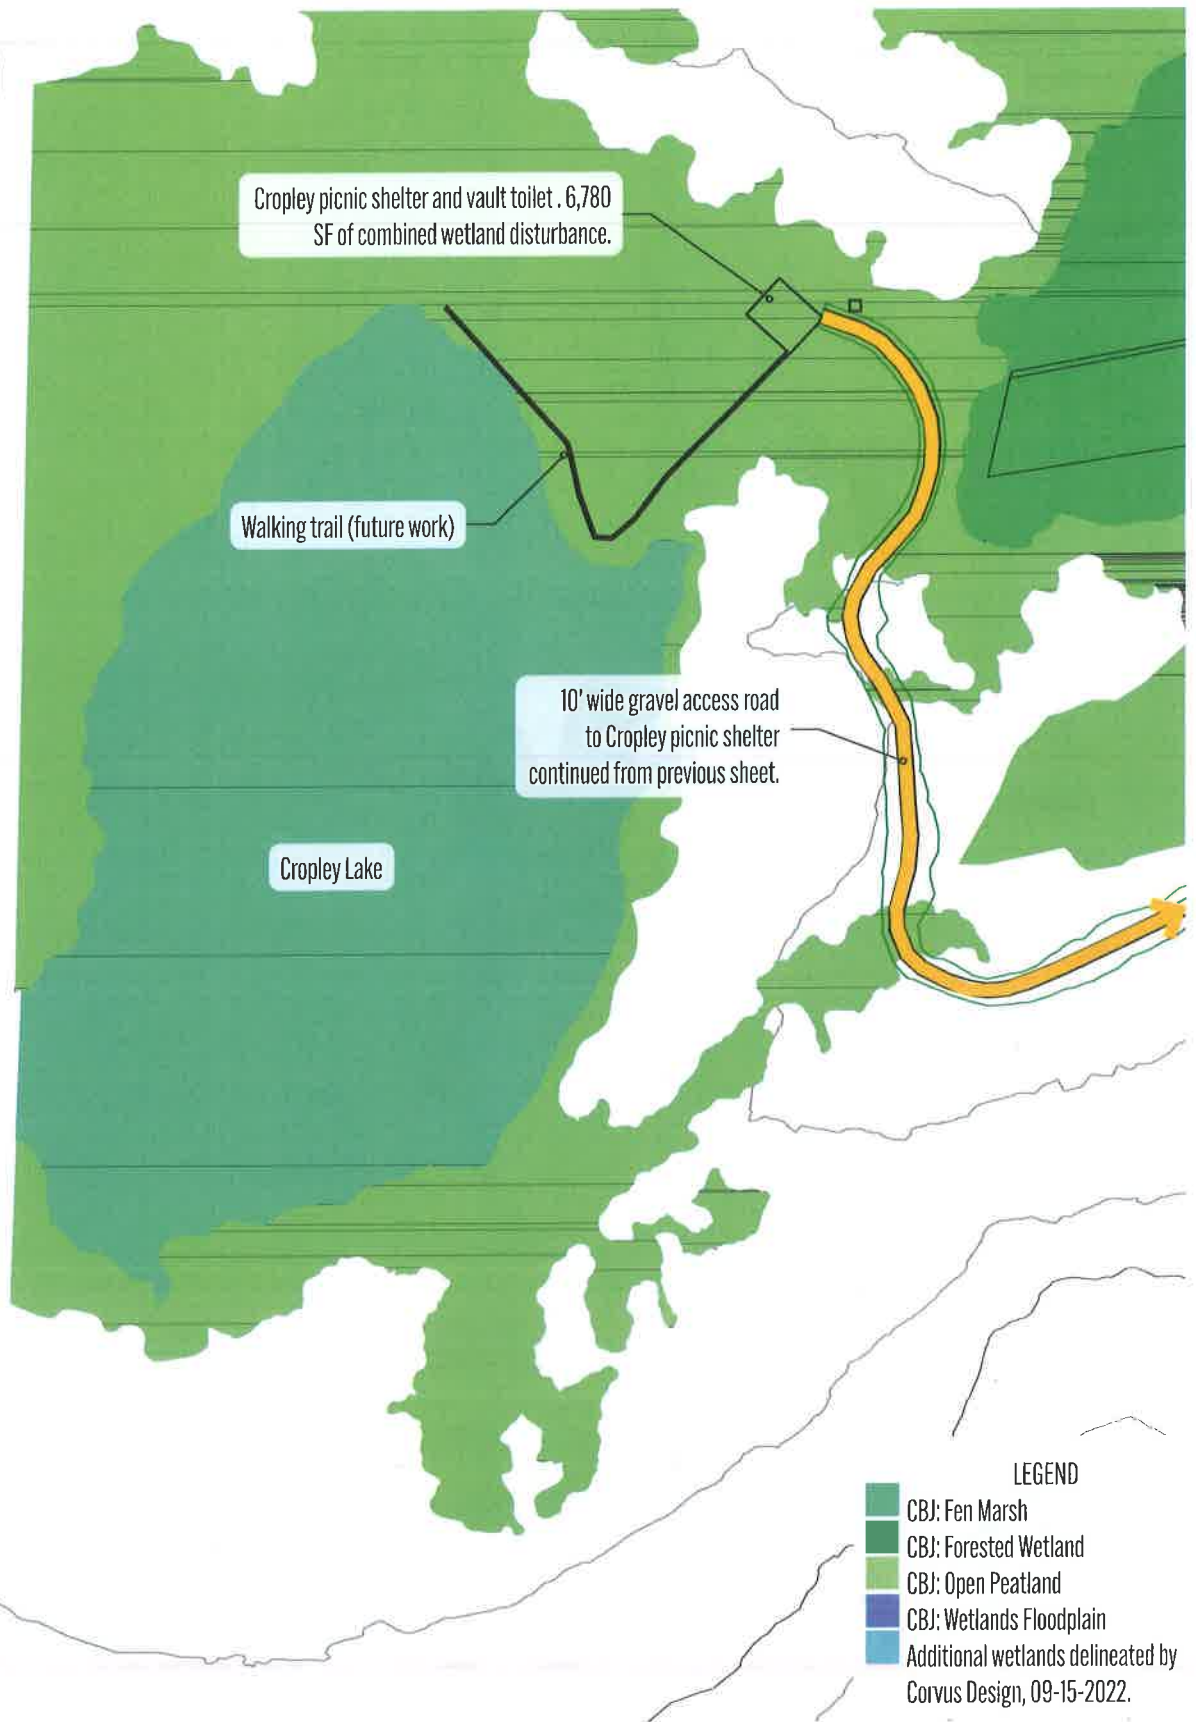 Cropley picnic shelter and vault toilet . 6,780
SF of combined wetland disturbance.
Walking trail (future work)
10' wide gravel access road
to Cropley picnic shelter
continued from previous sheet.
Cropley Lake
LEGEND
CBJ: Fen Marsh
CBJ: Forested Wetland
CBJ: Open Peatland
CBJ: Wetlands Floodplain
Additional wetlands delineated by
Corvus Design, 09-15-2022.